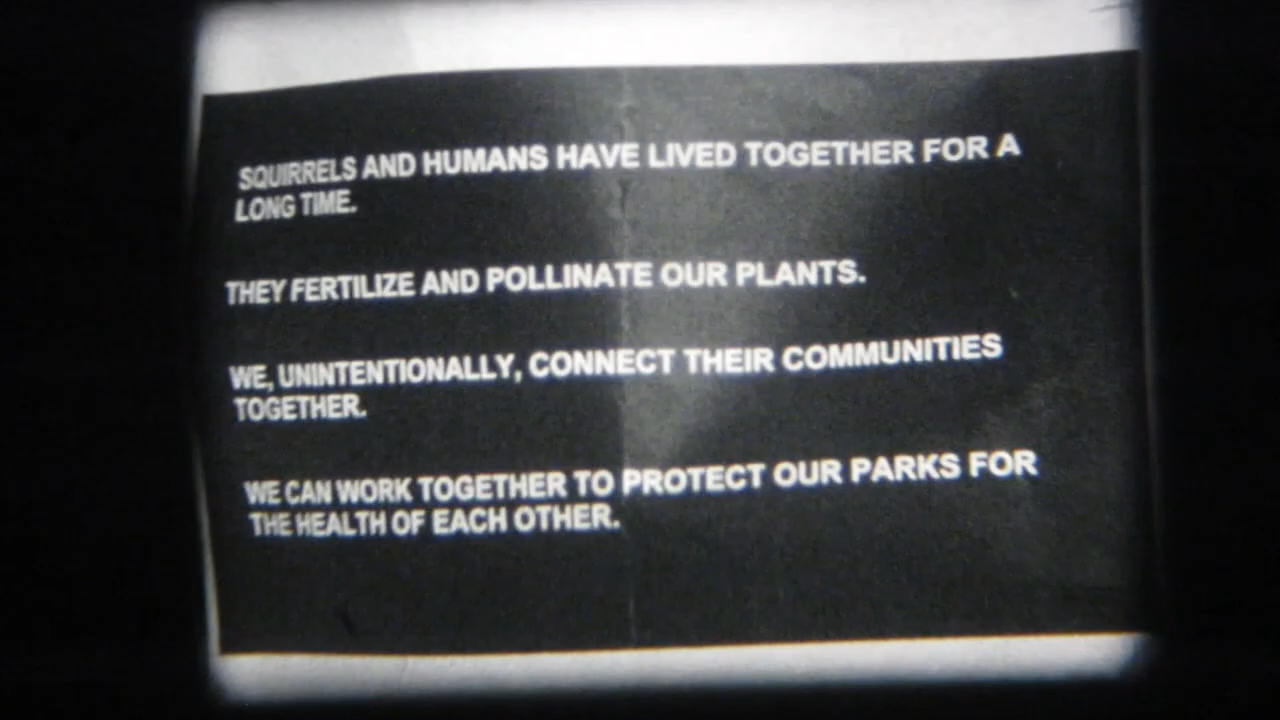 SQUIRRELS AND HUMANS HAVE LIVED TOGETHER FOR A
LONG TIME.
THEY FERTILIZE AND POLLINATE OUR PLANTS.
WE, UNINTENTIONALLY, CONNECT THEIR COMMUNITIES
TOGETHER.
WE CAN WORK TOGETHER TO PROTECT OUR PARKS FOR
THE HEALTH OF EACH OTHER.